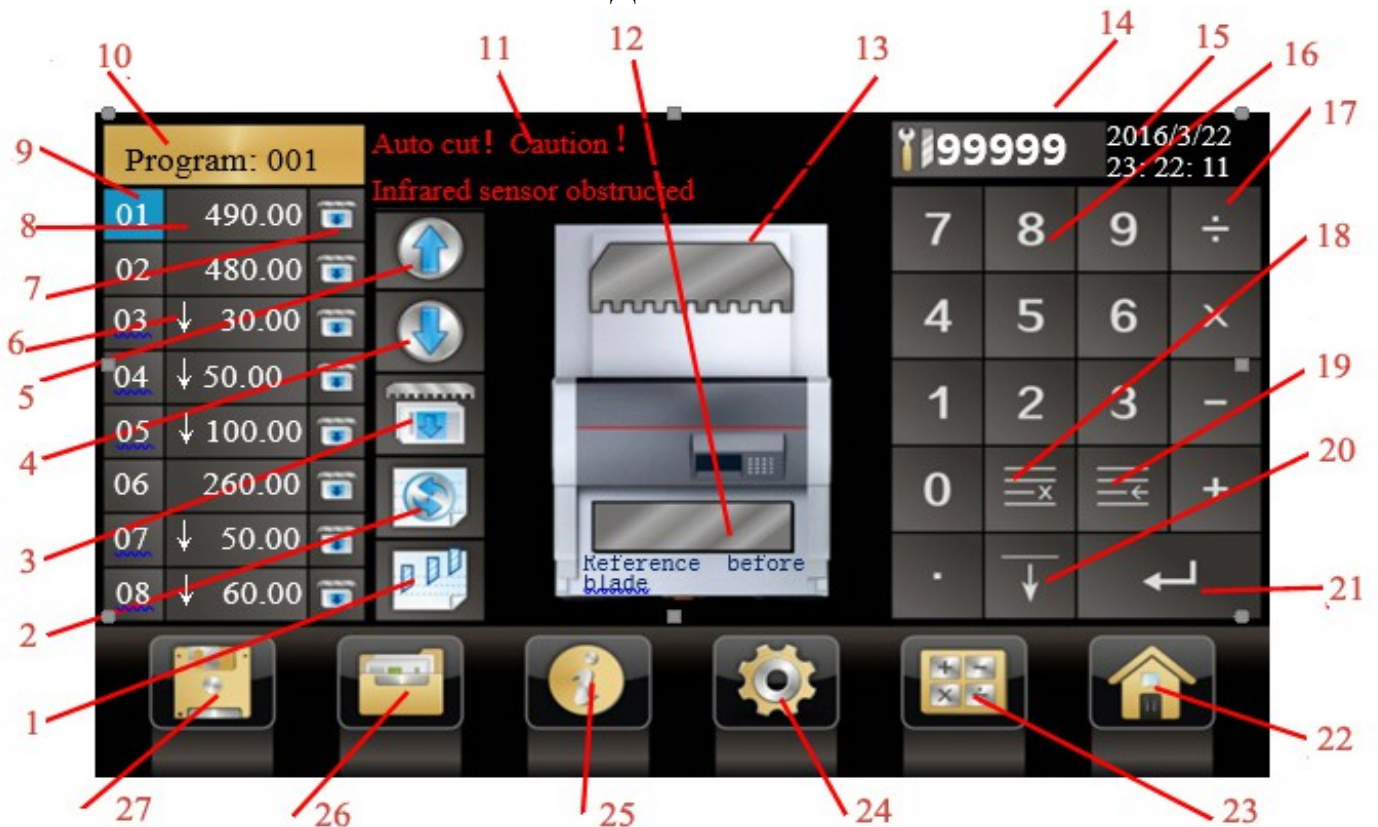 10
11
12
13
14
15
16
17
9
8
7
6
5
4
3
2
1
18
19
20
21
22
23
24
25
26
27
Program: 001
Auto cut! Caution!
Infrared sensor obstructed
99999
2016/3/22
23: 22: 11
01 490.00
02 480.00
03 ↓ 30.00
04 ↓ 50.00
05 ↓ 100.00
06 260.00
07 ↓ 50.00
08 ↓ 60.00
Reference before
blade
7 8 9 ÷
4 5 6 ×
1 2 3 −
0 +
.